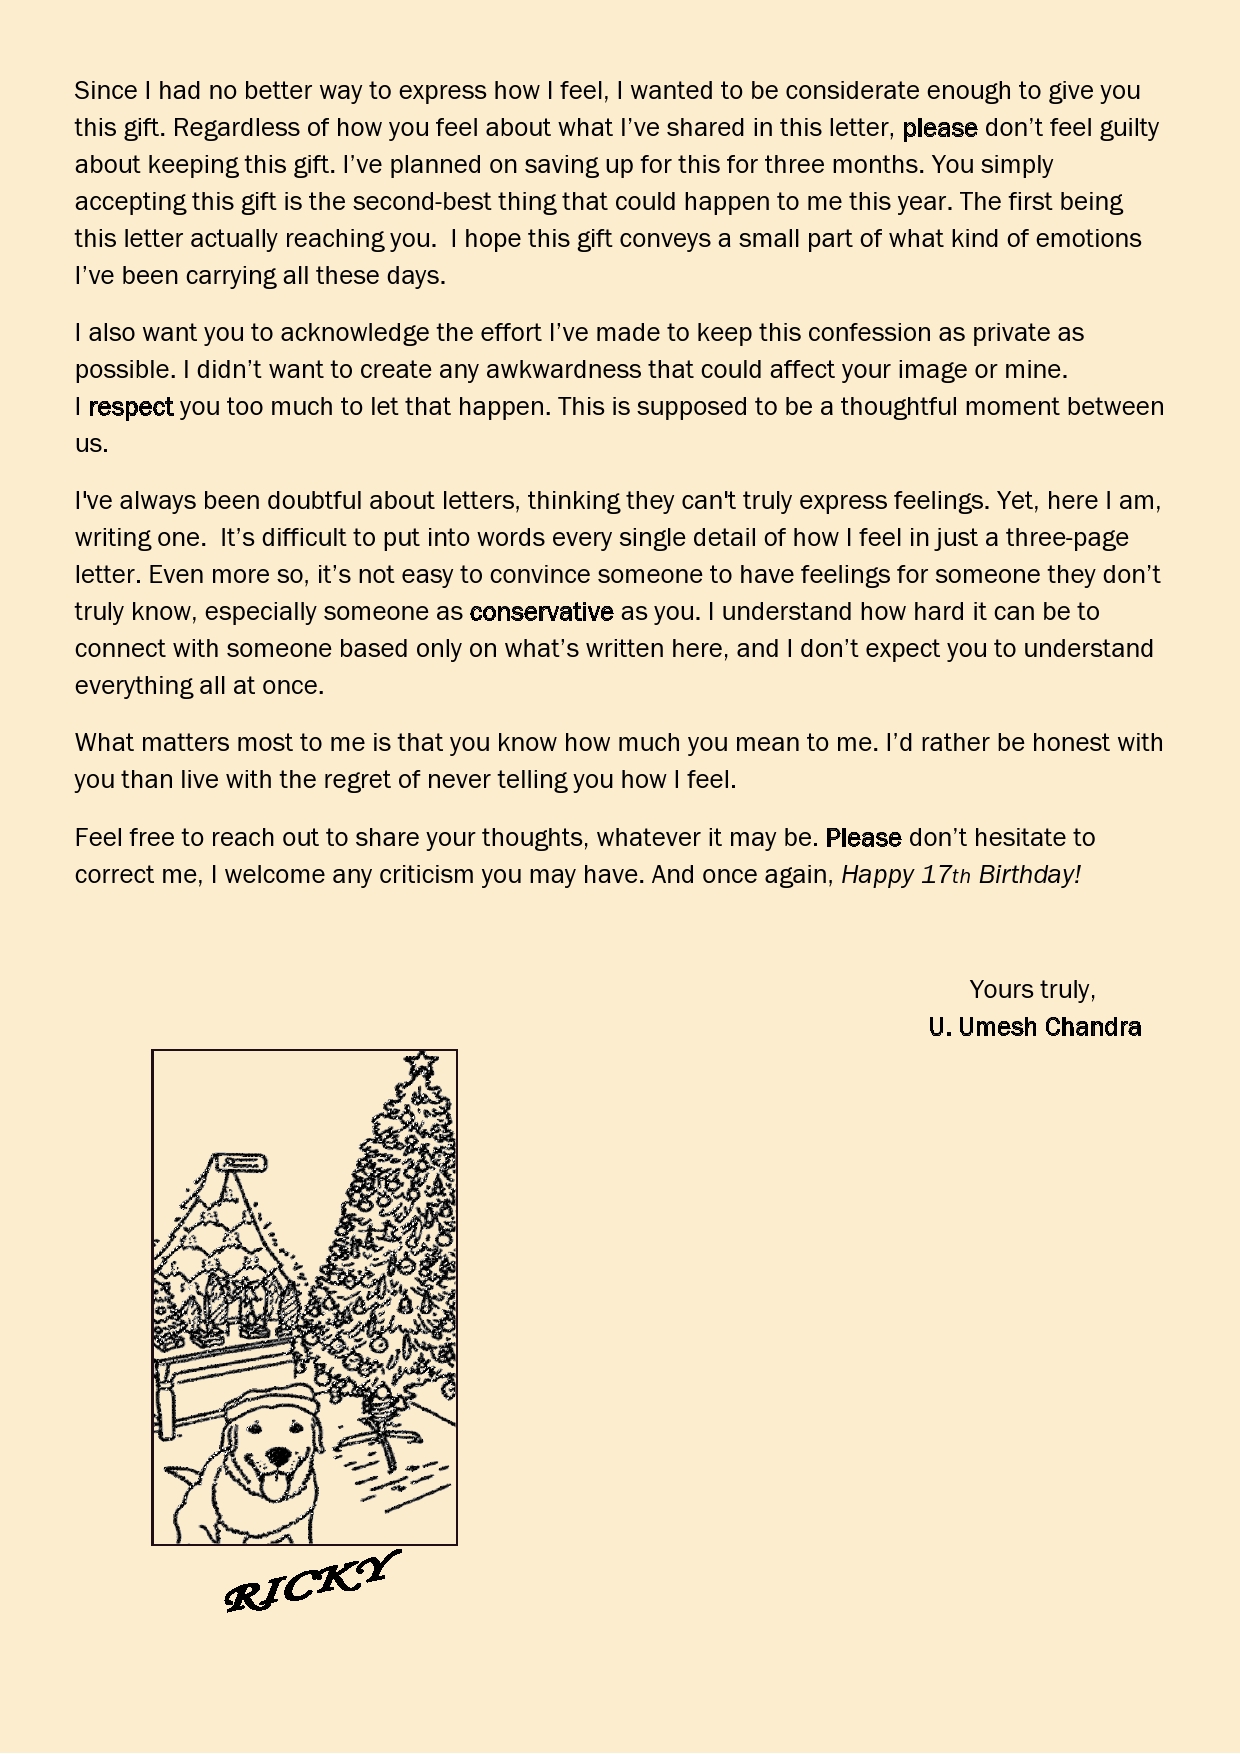 Since I had no better way to express how I feel, I wanted to be considerate enough to give you
this gift. Regardless of how you feel about what I’ve shared in this letter, please don’t feel guilty
about keeping this gift. I’ve planned on saving up for this for three months. You simply
accepting this gift is the second-best thing that could happen to me this year. The first being
this letter actually reaching you.  I hope this gift conveys a small part of what kind of emotions
I’ve been carrying all these days.
I also want you to acknowledge the effort I’ve made to keep this confession as private as
possible. I didn’t want to create any awkwardness that could affect your image or mine.
I respect you too much to let that happen. This is supposed to be a thoughtful moment between
us.
I've always been doubtful about letters, thinking they can't truly express feelings. Yet, here I am,
writing one.  It’s difficult to put into words every single detail of how I feel in just a three-page
letter. Even more so, it’s not easy to convince someone to have feelings for someone they don’t
truly know, especially someone as conservative as you. I understand how hard it can be to
connect with someone based only on what’s written here, and I don’t expect you to understand
everything all at once.
What matters most to me is that you know how much you mean to me. I’d rather be honest with
you than live with the regret of never telling you how I feel.
Feel free to reach out to share your thoughts, whatever it may be. Please don’t hesitate to
correct me, I welcome any criticism you may have. And once again, Happy 17th Birthday!
Yours truly,
U. Umesh Chandra
RICKY